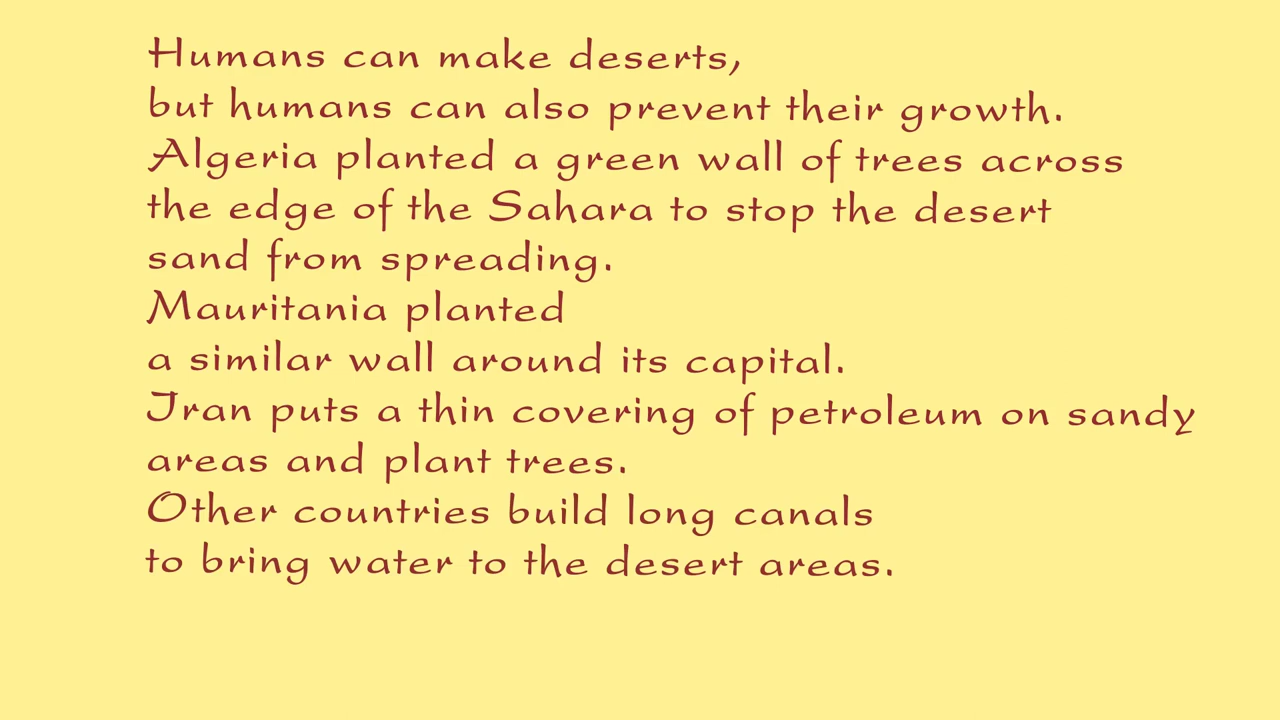 Humans can make deserts,
but humans can also prevent their growth.
Algeria planted a green wall of trees across
the edge of the Sahara to stop the desert
sand from spreading.
Mauritania planted
a similar wall around its capital.
Iran puts a thin covering of petroleum on sandy
areas and plant trees.
Other countries build long canals
to bring water to the desert areas.